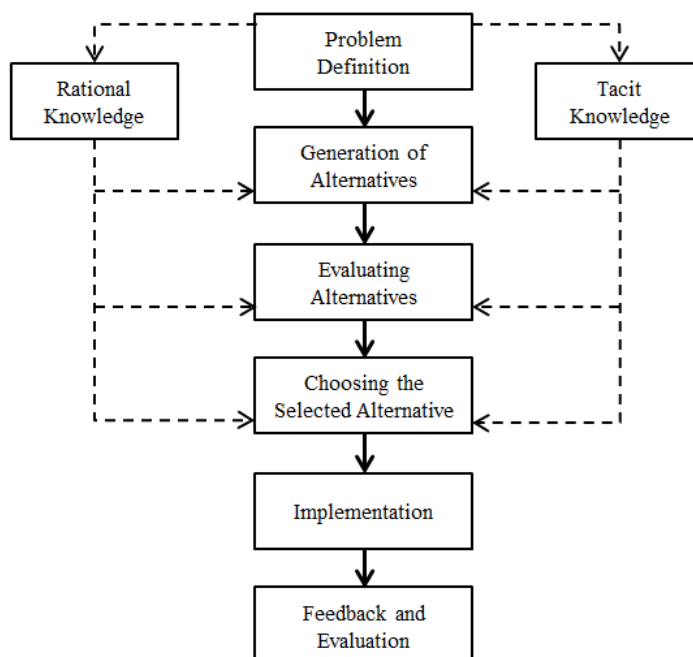 Problem
Definition
Rational
Knowledge
Tacit
Knowledge
Generation of
Alternatives
Evaluating
Alternatives
Choosing the
Selected Alternative
Implementation
Feedback and
Evaluation